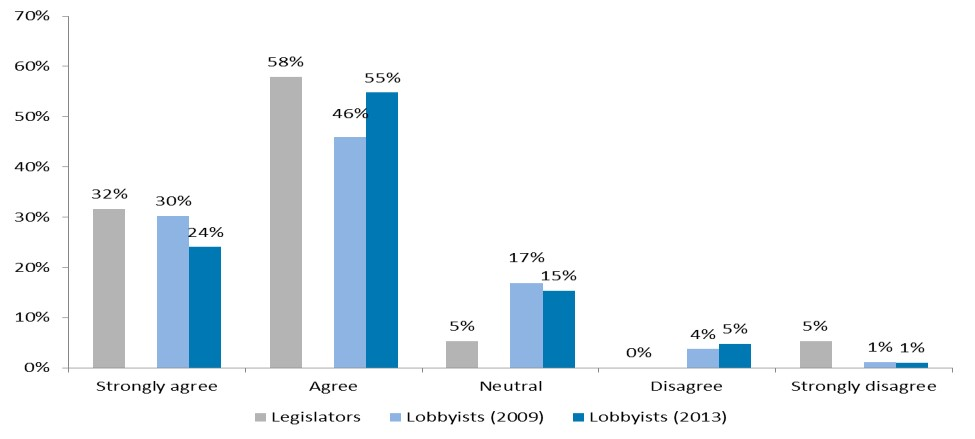 70%
60%
50%
40%
30%
20%
10%
0%
32%
30%
24%
58%
46%
55%
5%
17%
15%
0%
4%
5%
5%
1%
1%
Strongly agree
Agree
Neutral
Disagree
Strongly disagree
Legislators
Lobbyists (2009)
Lobbyists (2013)